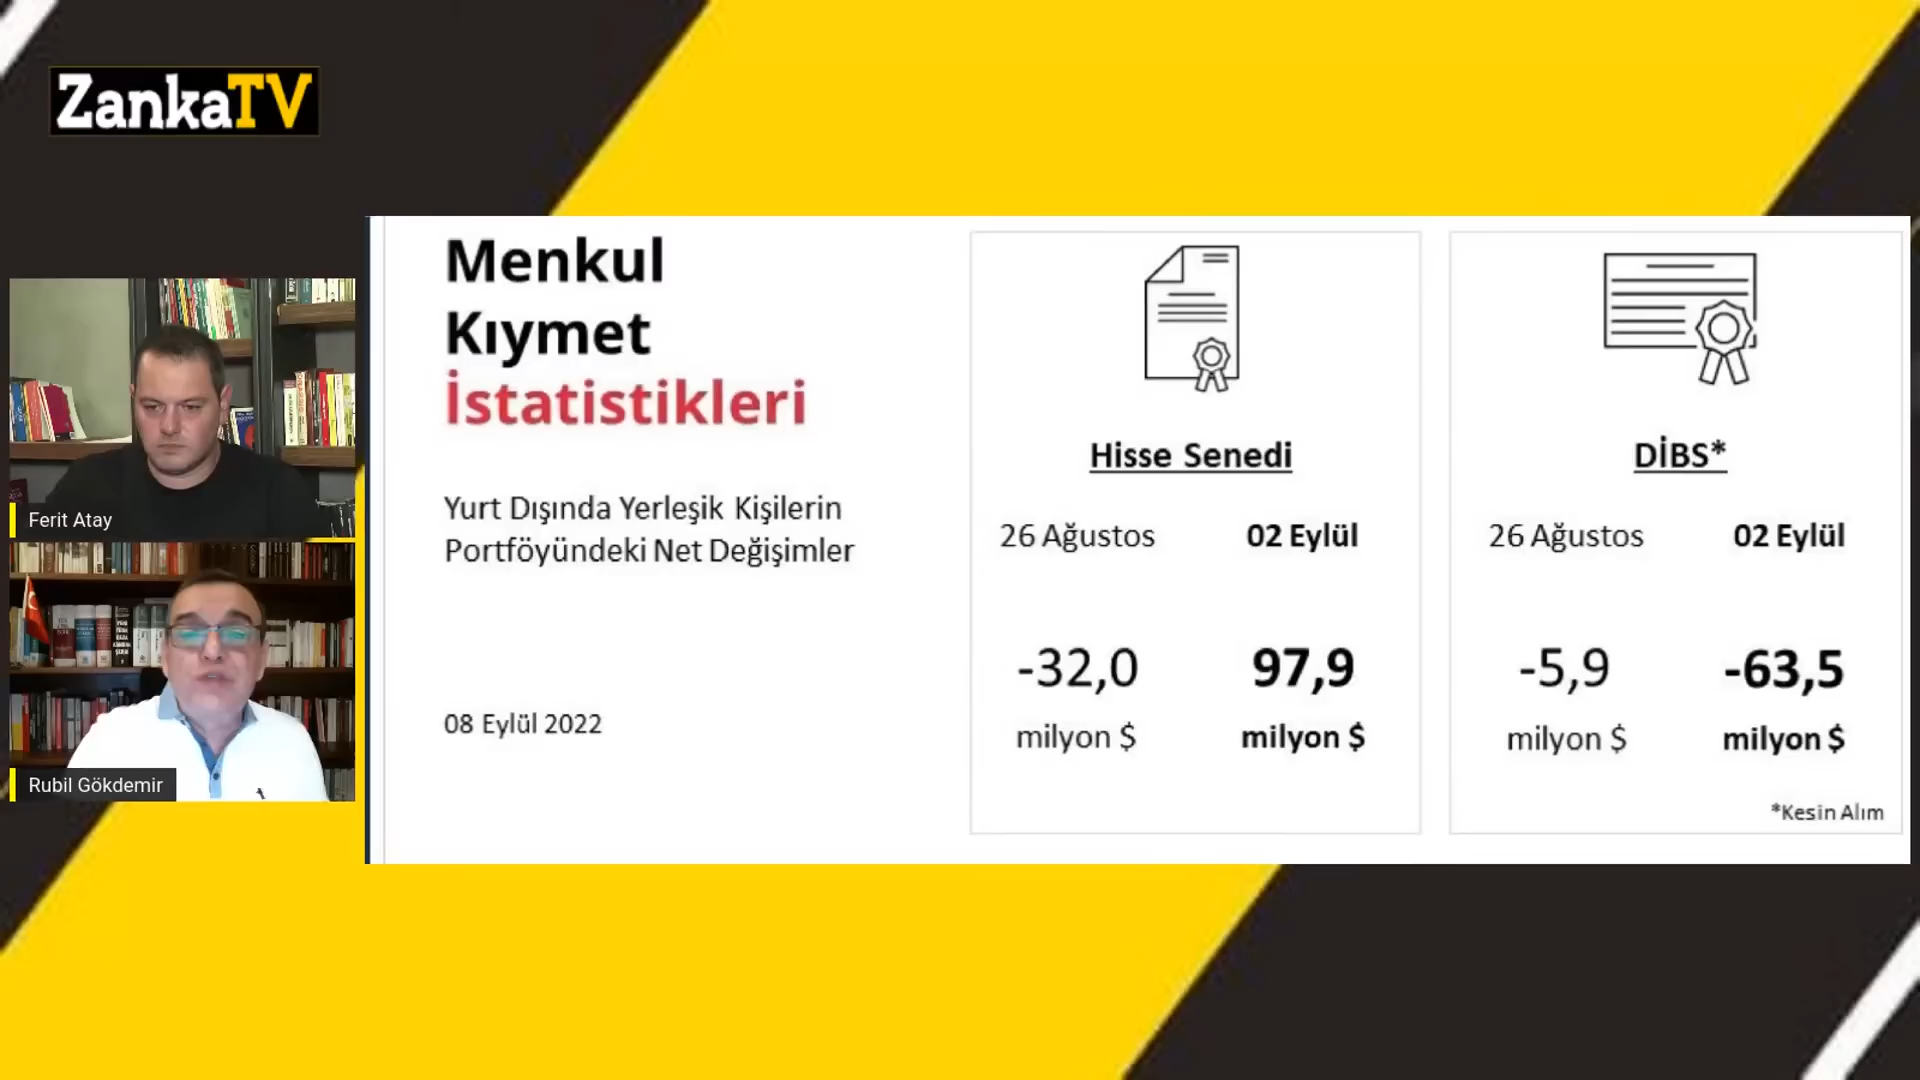 ZankaTV
Ferit Atay
Rubil Gökdemir
Menkul
Kıymet
İstatistikleri
Yurt Dışında Yerleşik Kişilerin
Portföyündeki Net Değişimler
08 Eylül 2022
Hisse Senedi
26 Ağustos 02 Eylül
-32,0 97,9
milyon $ milyon $
DİBS*
26 Ağustos 02 Eylül
-5,9 -63,5
milyon $ milyon $
*Kesin Alım